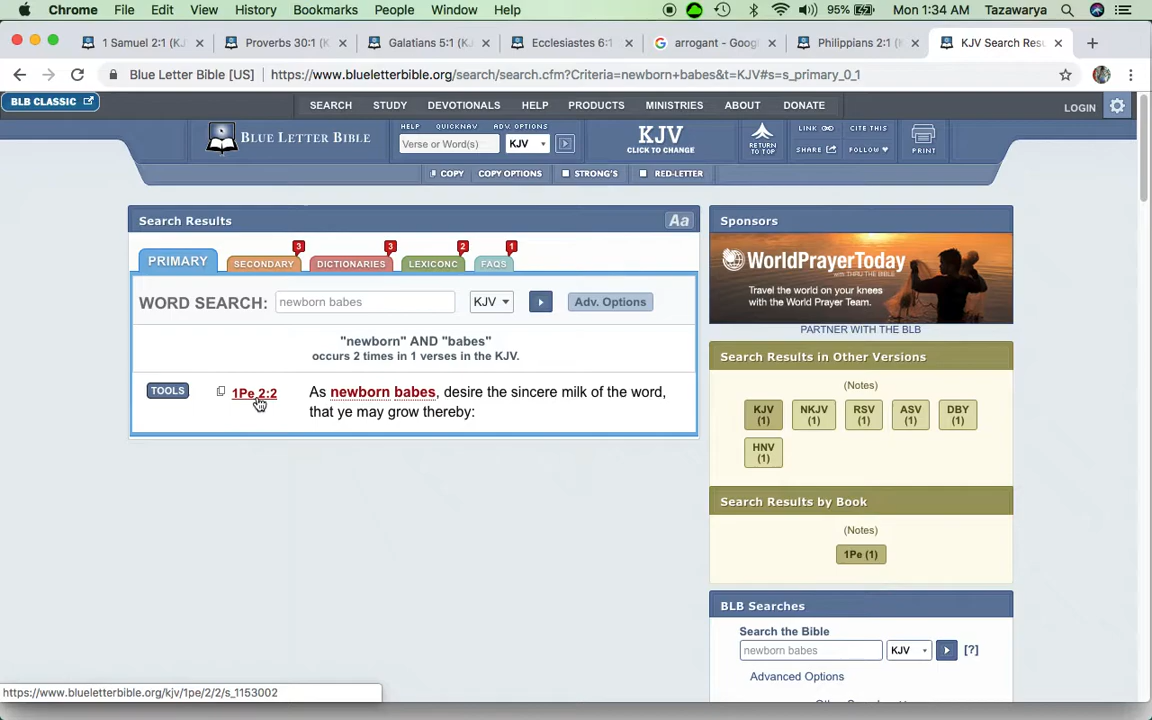 Chrome File Edit View History Bookmarks People Window Help 95% Mon 1:34 AM Tazawarya
1 Samuel 2:1 (KJ Proverbs 30:1 (K Galatians 5:1 (KJ Ecclesiastes 6:1 arrogant - Goog Philippians 2:1 (K KJV Search Res
Blue Letter Bible [US] https://www.blueletterbible.org/search/search.cfm?Criteria=newborn+babes&t=KJV#s=s_primary_0_1
BLB CLASSIC
SEARCH STUDY DEVOTIONALS HELP PRODUCTS MINISTRIES ABOUT DONATE LOGIN
BLUE LETTER BIBLE
HELP QUICKNAV ADV. OPTIONS
Verse or Word(s) KJV
KJV
CLICK TO CHANGE
RETURN
TO TOP
LINK CITE THIS
SHARE FOLLOW
PRINT
COPY COPY OPTIONS STRONG'S RED-LETTER
Search Results Aa
3 3 2 1
PRIMARY SECONDARY DICTIONARIES LEXICONC FAQS
WORD SEARCH: newborn babes KJV Adv. Options
"newborn" AND "babes"
occurs 2 times in 1 verses in the KJV.
TOOLS 1Pe 2:2 As newborn babes, desire the sincere milk of the word,
that ye may grow thereby:
Sponsors
WorldPrayerToday
with THRU THE BIBLE
Travel the world on your knees
with the World Prayer Team.
PARTNER WITH THE BLB
Search Results in Other Versions
(Notes)
KJV NKJV RSV ASV DBY
(1) (1) (1) (1) (1)
HNV
(1)
Search Results by Book
(Notes)
1Pe (1)
BLB Searches
Search the Bible
newborn babes KJV [?]
Advanced Options
https://www.blueletterbible.org/kjv/1pe/2/2/s_1153002